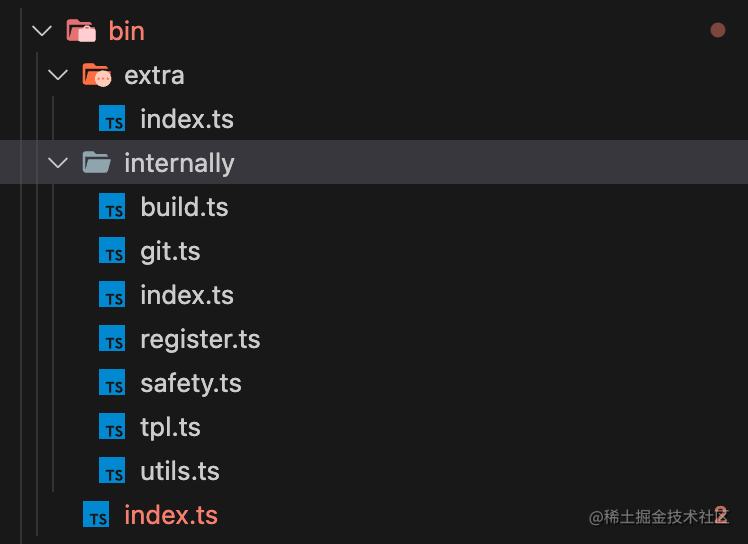 bin
extra
TS index.ts
internally
TS build.ts
TS git.ts
TS index.ts
TS register.ts
TS safety.ts
TS tpl.ts
TS utils.ts
TS index.ts 2
@稀土掘金技术社区